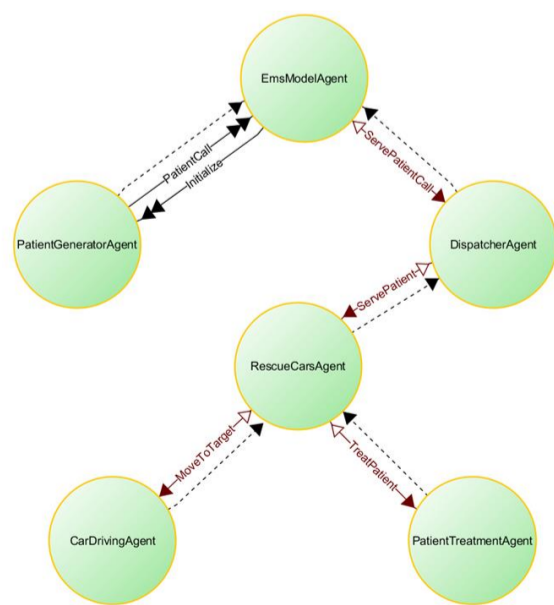 EmsModelAgent
PatientCall
Initialize
ServePatientCall
PatientGeneratorAgent
DispatcherAgent
ServePatient
RescueCarsAgent
MoveToTarget
TreatPatient
CarDrivingAgent
PatientTreatmentAgent